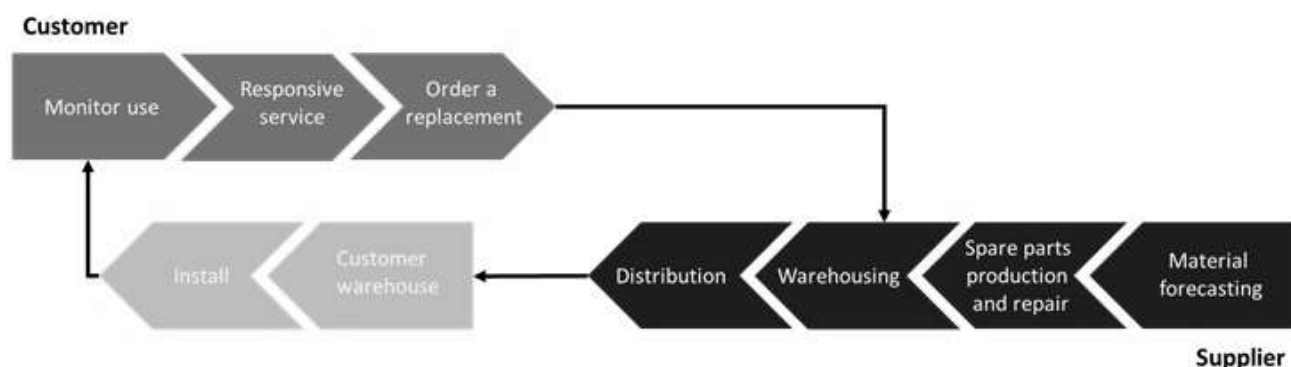 Customer
Monitor use
Responsive
service
Order a
replacement
Install
Customer
warehouse
Distribution
Warehousing
Spare parts
production
and repair
Material
forecasting
Supplier